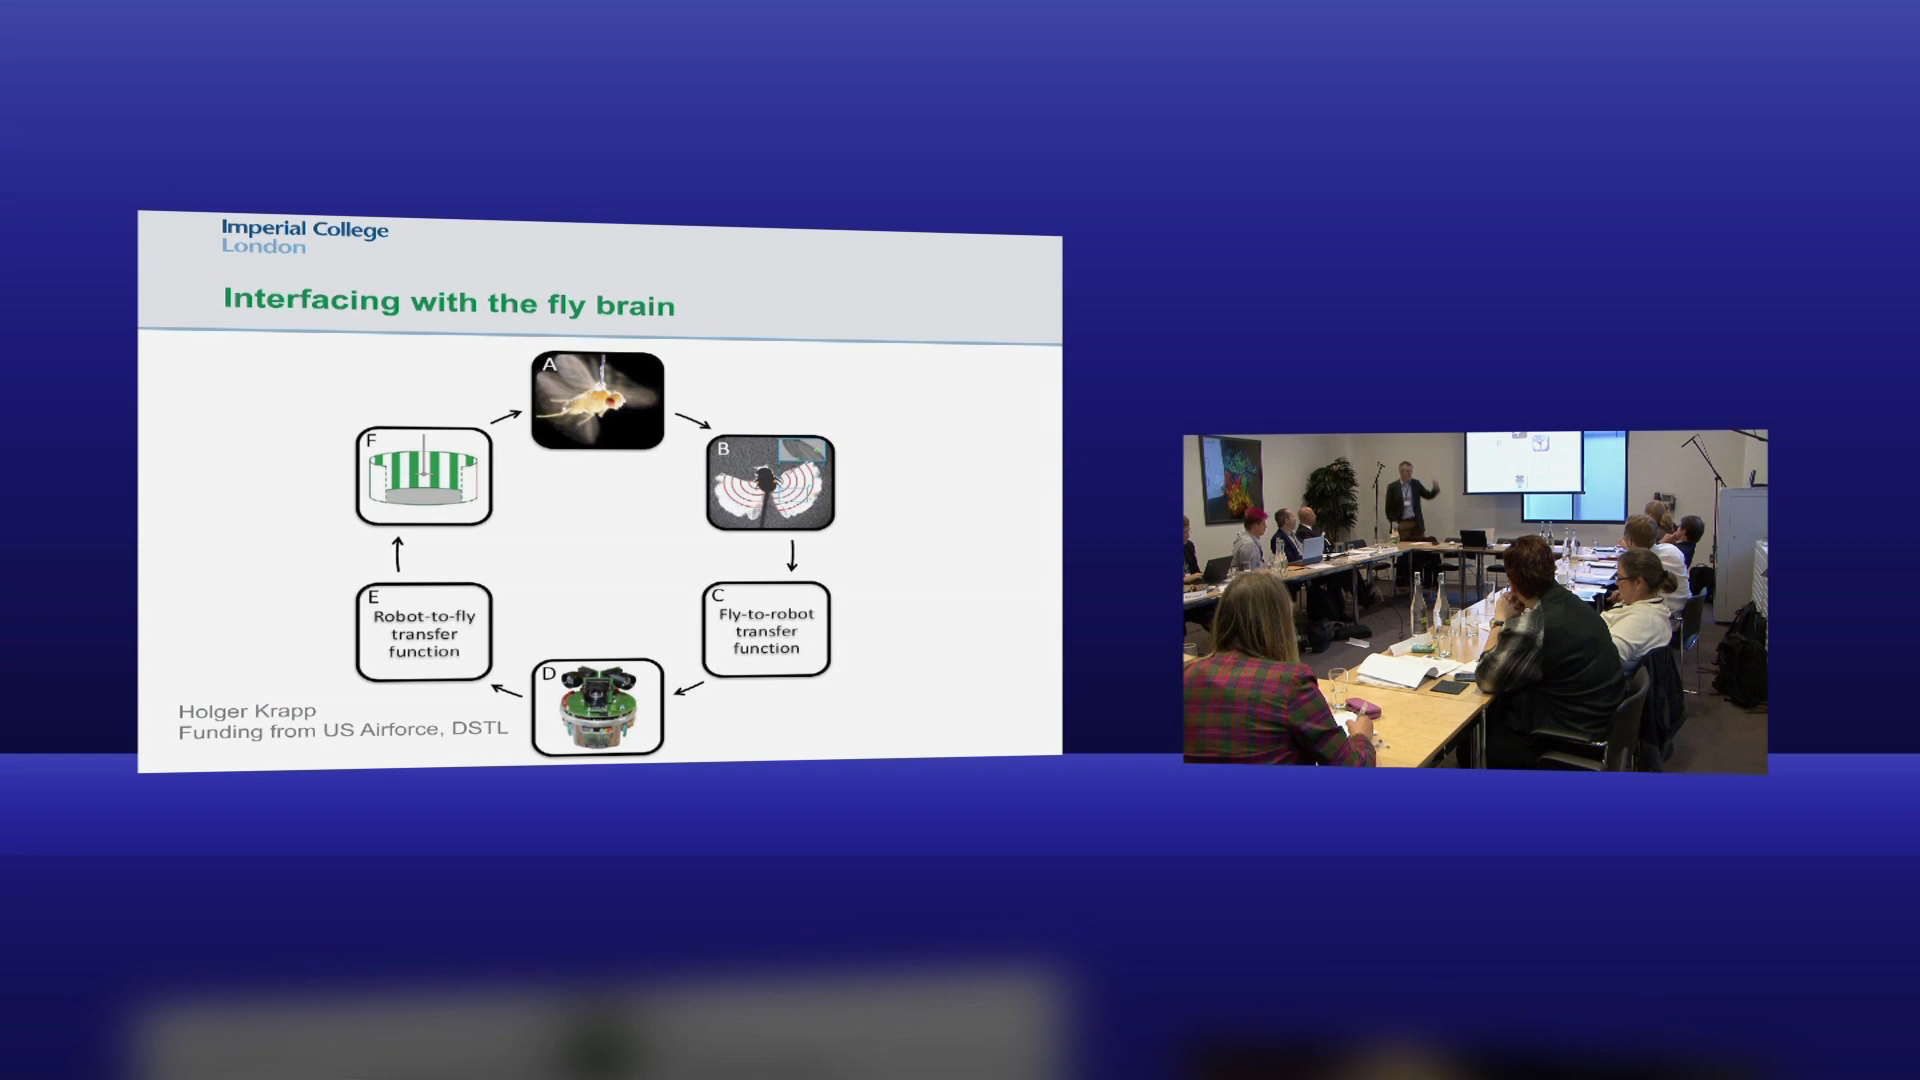 Imperial College
London
Interfacing with the fly brain
A
B
C
Fly-to-robot
transfer
function
D
E
Robot-to-fly
transfer
function
F
Holger Krapp
Funding from US Airforce, DSTL